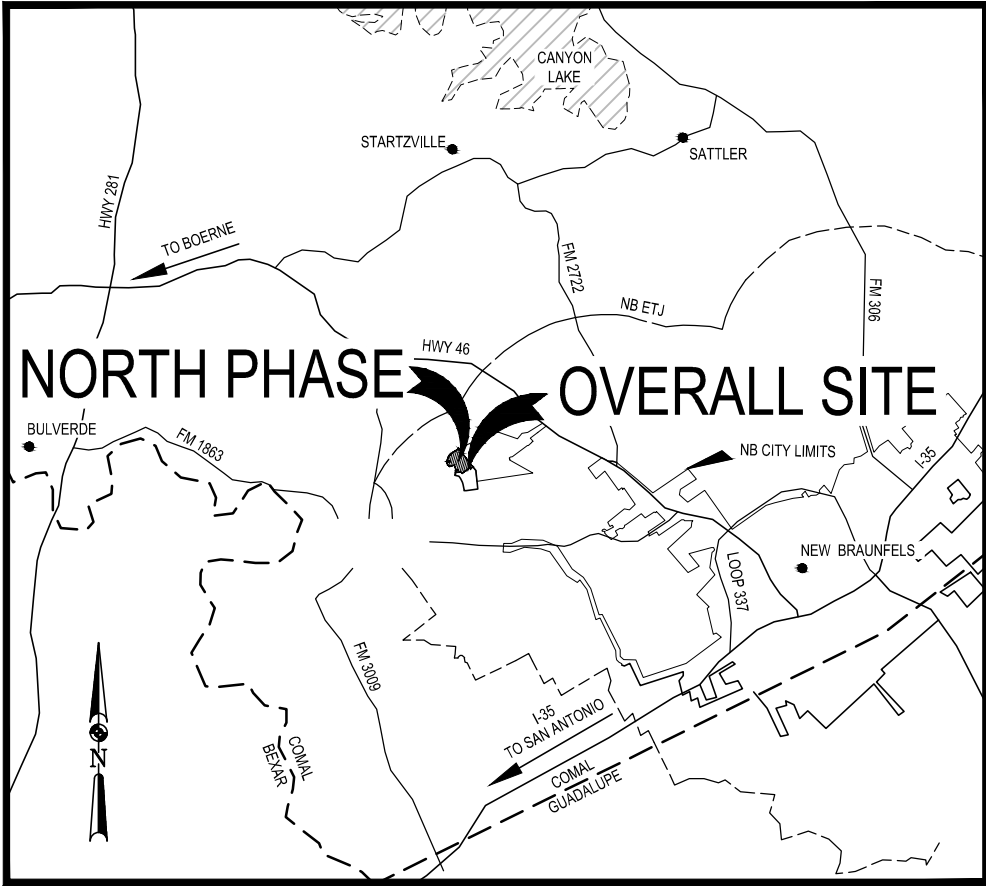 CANYON
LAKE
STARTZVILLE
SATTLER
HWY 281
TO BOERNE
FM 2722
FM 306
NB ETJ
HWY 46
NORTH PHASE
OVERALL SITE
BULVERDE
FM 1863
NB CITY LIMITS
I-35
NEW BRAUNFELS
LOOP 337
FM 3009
I-35
TO SAN ANTONIO
COMAL
BEXAR
COMAL
GUADALUPE
N